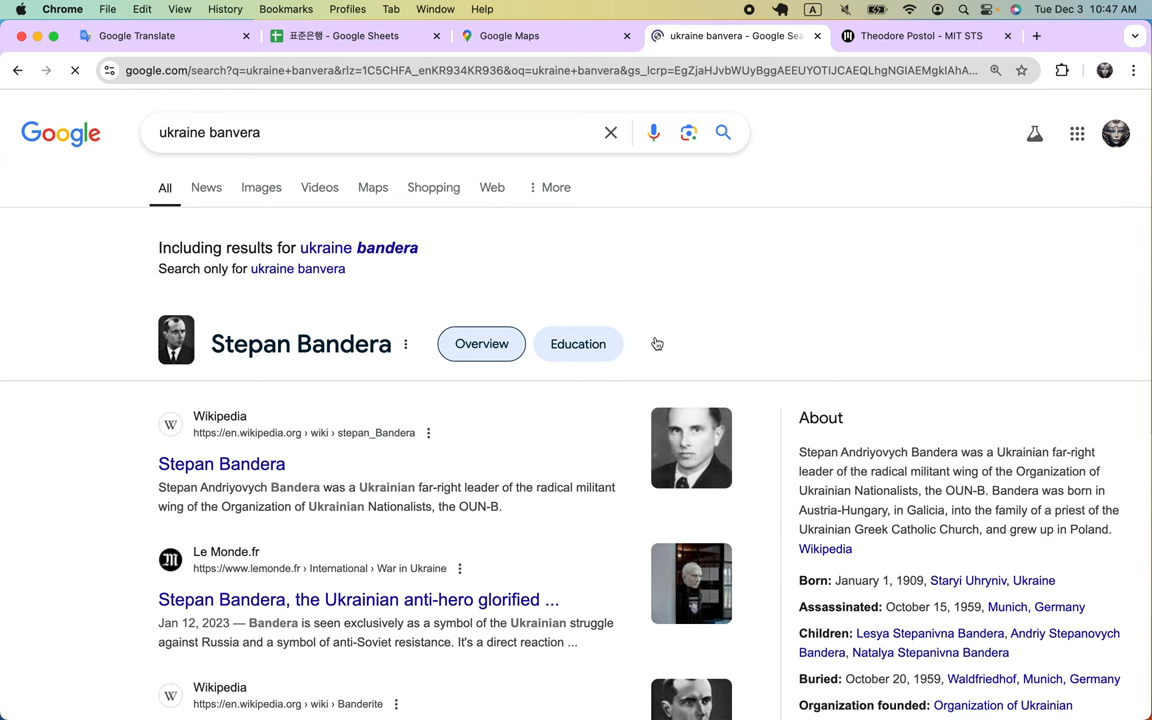 Chrome File Edit View History Bookmarks Profiles Tab Window Help A Tue Dec 3 10:47 AM
Google Translate 표준은행 - Google Sheets Google Maps ukraine banvera - Google Sea Theodore Postol - MIT STS
google.com/search?q=ukraine+banvera&rlz=1C5CHFA_enKR934KR936&oq=ukraine+banvera&gs_lcrp=EgZjaHJvbWUyBggAEEUYOTIJCAEQLhgNGIAEMgkIAhA...
Google ukraine banvera
All News Images Videos Maps Shopping Web More
Including results for ukraine bandera
Search only for ukraine banvera
Stepan Bandera Overview Education
W Wikipedia
https://en.wikipedia.org › wiki › stepan_Bandera
Stepan Bandera
Stepan Andriyovych Bandera was a Ukrainian far-right leader of the radical militant
wing of the Organization of Ukrainian Nationalists, the OUN-B.
Le Monde.fr
https://www.lemonde.fr › International › War in Ukraine
Stepan Bandera, the Ukrainian anti-hero glorified ...
Jan 12, 2023 — Bandera is seen exclusively as a symbol of the Ukrainian struggle
against Russia and a symbol of anti-Soviet resistance. It's a direct reaction ...
W Wikipedia
https://en.wikipedia.org › wiki › Banderite
About
Stepan Andriyovych Bandera was a Ukrainian far-right
leader of the radical militant wing of the Organization of
Ukrainian Nationalists, the OUN-B. Bandera was born in
Austria-Hungary, in Galicia, into the family of a priest of the
Ukrainian Greek Catholic Church, and grew up in Poland.
Wikipedia
Born: January 1, 1909, Staryi Uhryniv, Ukraine
Assassinated: October 15, 1959, Munich, Germany
Children: Lesya Stepanivna Bandera, Andriy Stepanovych
Bandera, Natalya Stepanivna Bandera
Buried: October 20, 1959, Waldfriedhof, Munich, Germany
Organization founded: Organization of Ukrainian